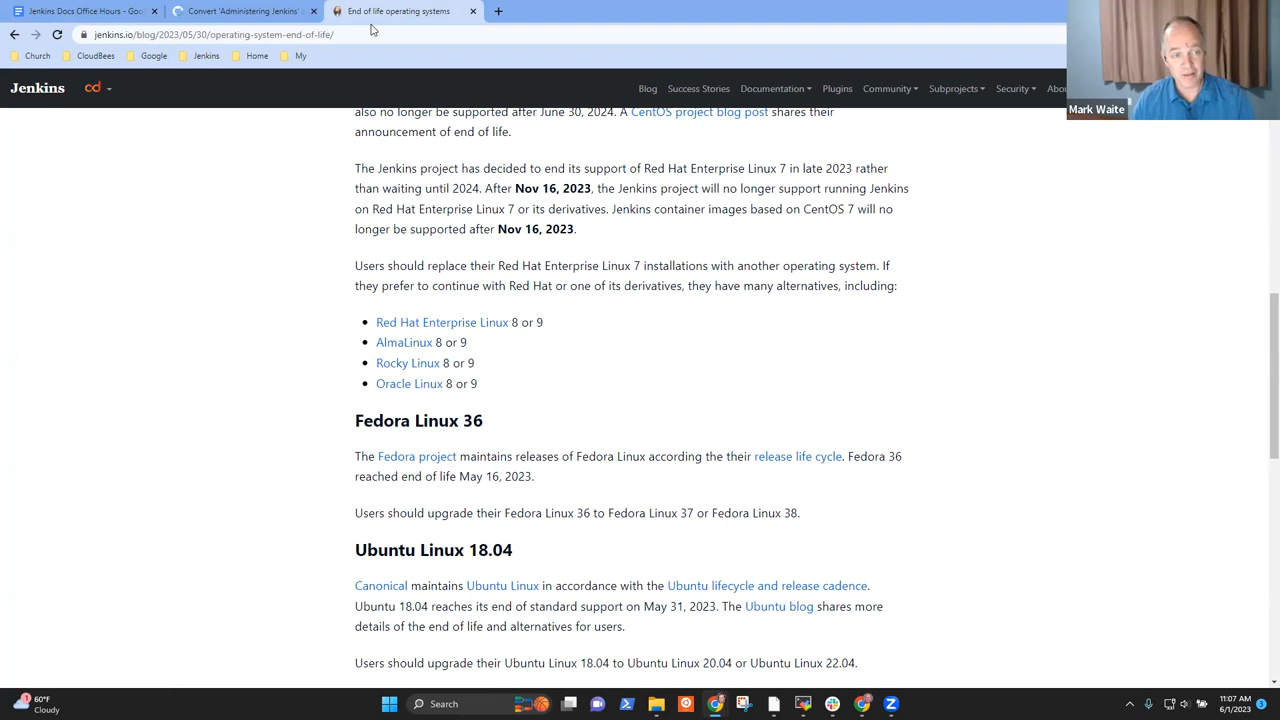 Jenkins Docs Office Hours - Goo
Convert 'Administering Jenkins'
End of life operating systems
jenkins.io/blog/2023/05/30/operating-system-end-of-life/
Church
CloudBees
Google
Jenkins
Home
My
Jenkins
cd
Blog
Success Stories
Documentation
Plugins
Community
Subprojects
Security
Abou
Mark Waite
also no longer be supported after June 30, 2024. A CentOS project blog post shares their
announcement of end of life.
The Jenkins project has decided to end its support of Red Hat Enterprise Linux 7 in late 2023 rather
than waiting until 2024. After Nov 16, 2023, the Jenkins project will no longer support running Jenkins
on Red Hat Enterprise Linux 7 or its derivatives. Jenkins container images based on CentOS 7 will no
longer be supported after Nov 16, 2023.
Users should replace their Red Hat Enterprise Linux 7 installations with another operating system. If
they prefer to continue with Red Hat or one of its derivatives, they have many alternatives, including:
Red Hat Enterprise Linux 8 or 9
AlmaLinux 8 or 9
Rocky Linux 8 or 9
Oracle Linux 8 or 9
Fedora Linux 36
The Fedora project maintains releases of Fedora Linux according the their release life cycle. Fedora 36
reached end of life May 16, 2023.
Users should upgrade their Fedora Linux 36 to Fedora Linux 37 or Fedora Linux 38.
Ubuntu Linux 18.04
Canonical maintains Ubuntu Linux in accordance with the Ubuntu lifecycle and release cadence.
Ubuntu 18.04 reaches its end of standard support on May 31, 2023. The Ubuntu blog shares more
details of the end of life and alternatives for users.
Users should upgrade their Ubuntu Linux 18.04 to Ubuntu Linux 20.04 or Ubuntu Linux 22.04.
1
60°F
Cloudy
Search
11:07 AM
6/1/2023
3